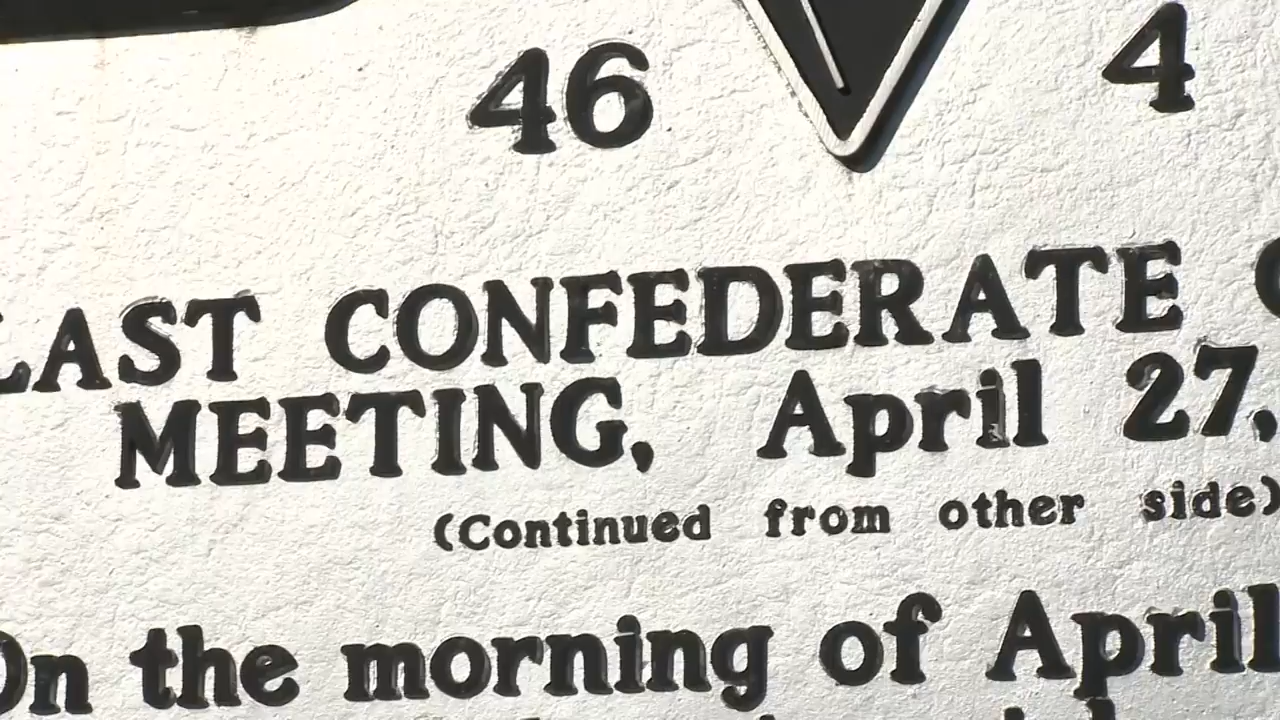 46 4
LAST CONFEDERATE
MEETING, April 27,
(Continued from other side)
On the morning of April